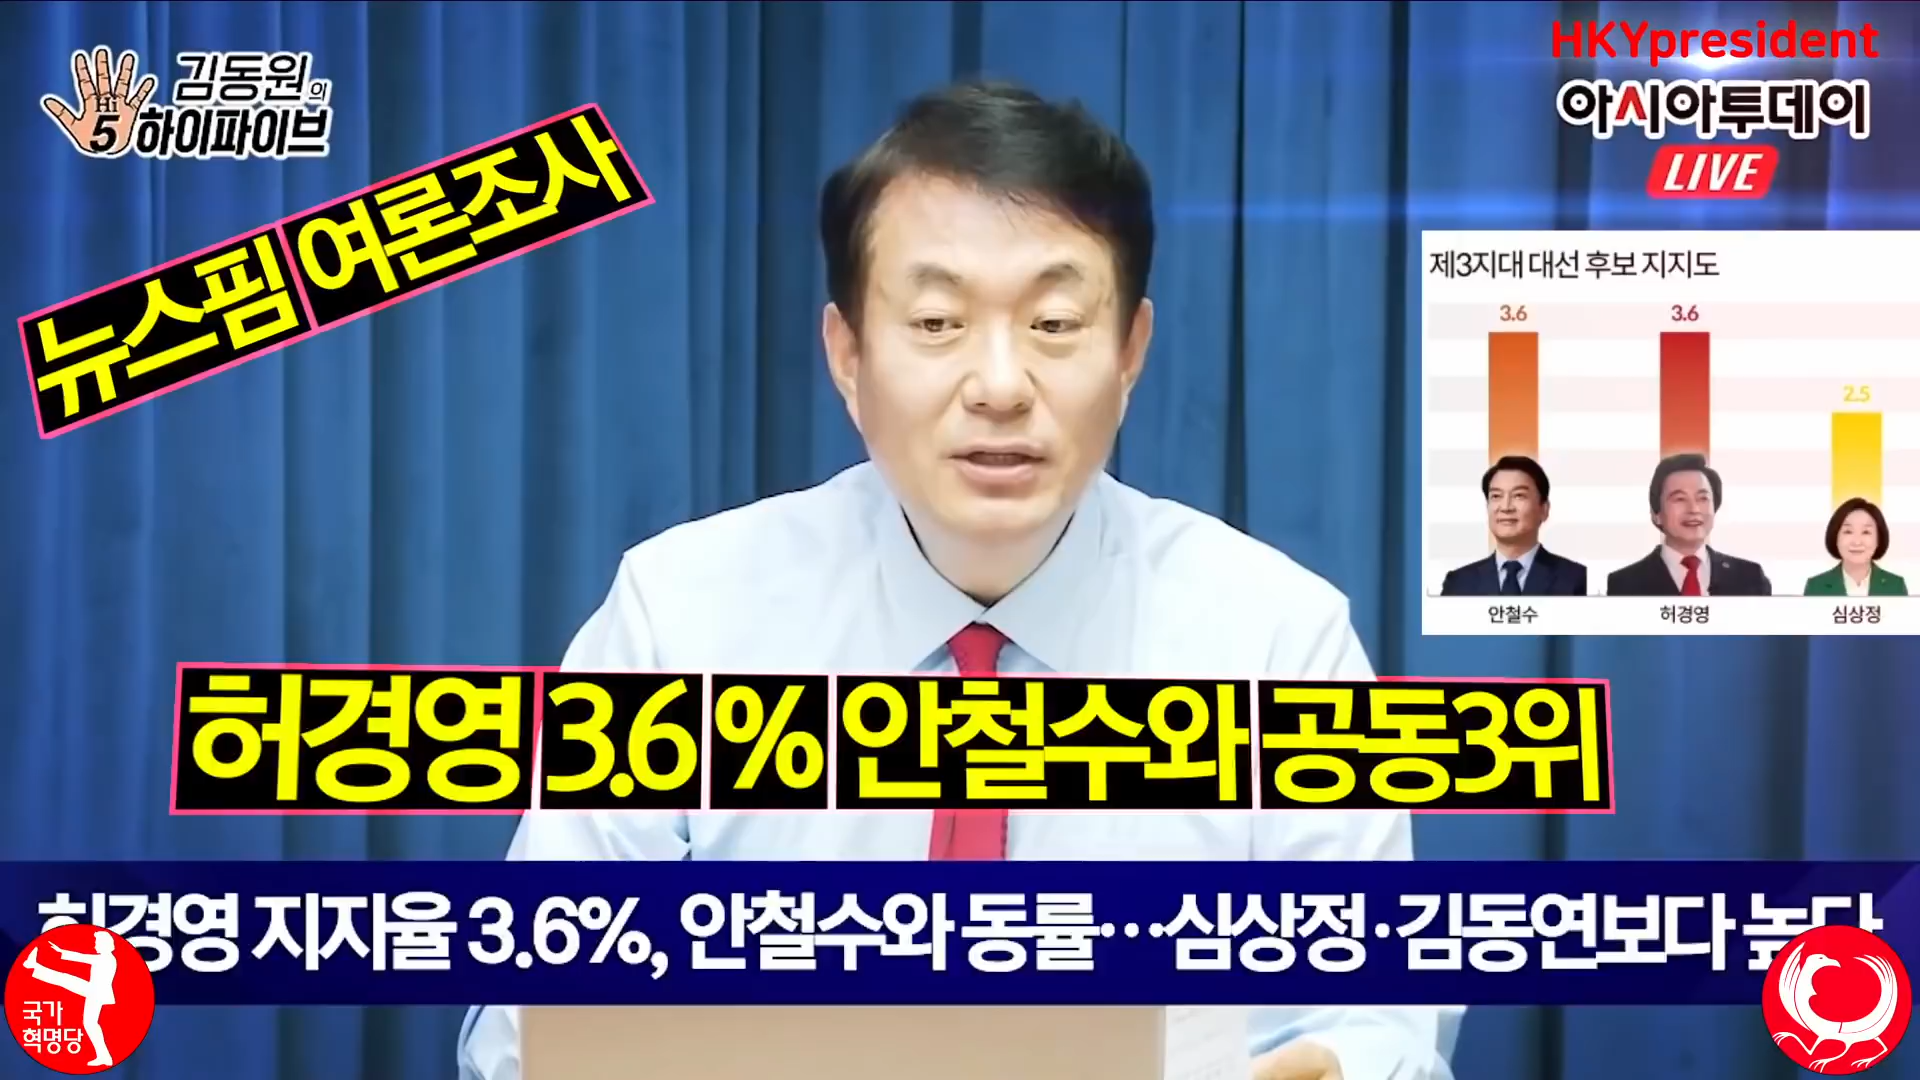 김동원의
Hi 5 하이파이브
HKYpresident
아시아투데이
LIVE
뉴스핌 여론조사
제3지대 대선 후보 지지도
3.6 3.6 2.5
안철수 허경영 심상정
허경영 3.6 % 안철수와 공동3위
허경영 지지율 3.6%, 안철수와 동률…심상정·김동연보다 높다
국가
혁명당